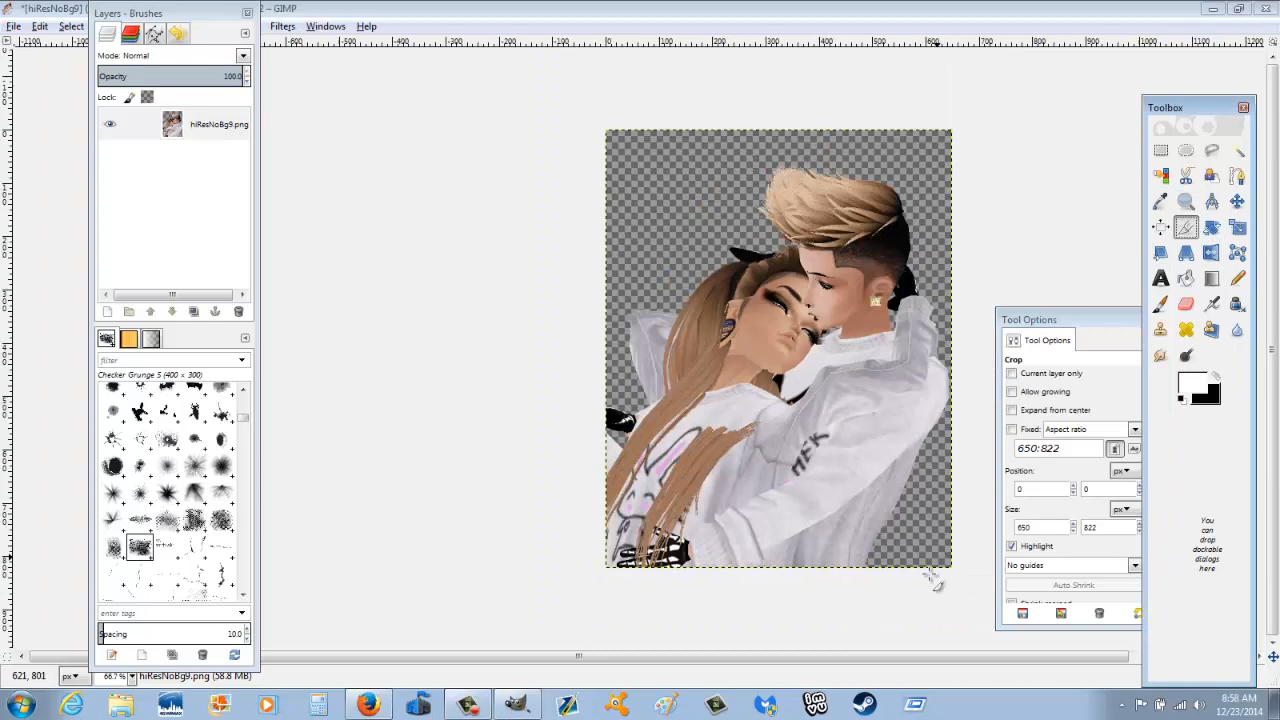 *[hiResNoBg9] (
2 – GIMP
File
Edit
Select
Filters
Windows
Help
Layers - Brushes
Mode: Normal
Opacity
100.0
Lock:
hiResNoBg9.png
filter
Checker Grunge 5 (400 × 300)
enter tags
Spacing
10.0
MFK
Toolbox
You
can
drop
dockable
dialogs
here
Tool Options
Tool Options
Crop
Current layer only
Allow growing
Expand from center
Fixed:
Aspect ratio
650:822
Position:
px
0
0
Size:
px
650
822
Highlight
No guides
Auto Shrink
621, 801
px
66.7 %
hiResNoBg9.png (58.8 MB)
8:58 AM
12/23/2014